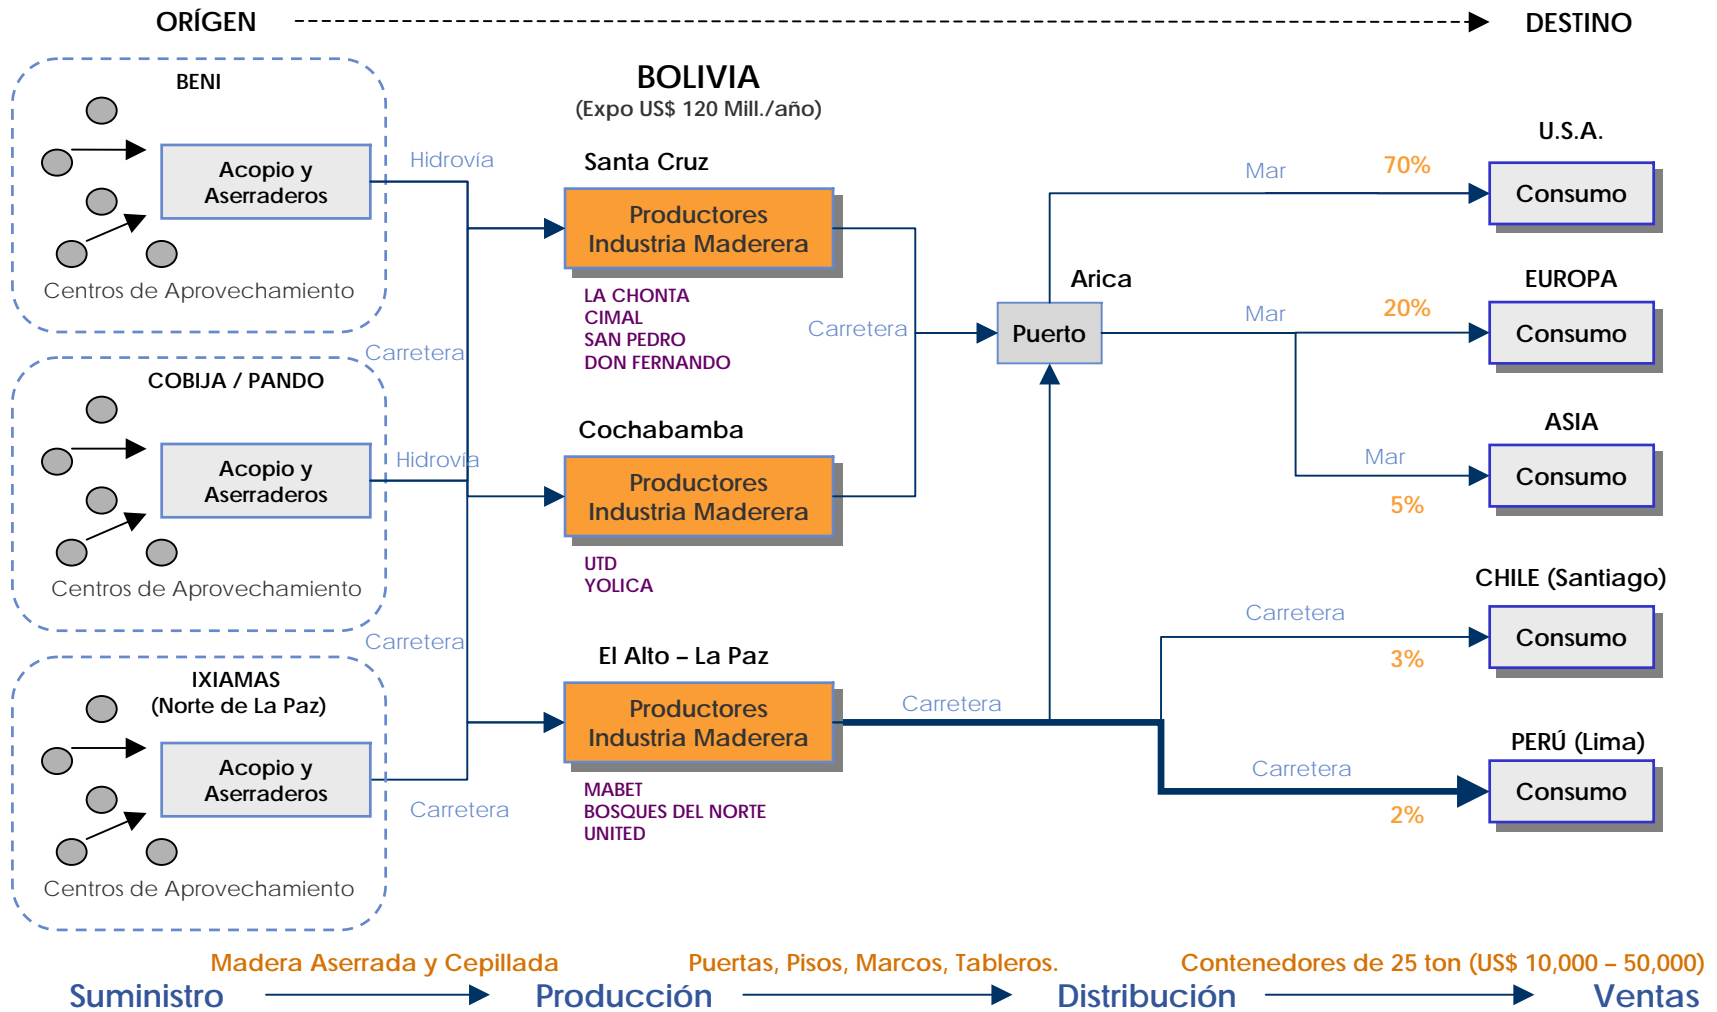 ORÍGEN
DESTINO
BENI
Acopio y
Aserraderos
Centros de Aprovechamiento
Hidrovía
Carretera
COBIJA / PANDO
Acopio y
Aserraderos
Centros de Aprovechamiento
Hidrovía
Carretera
IXIAMAS
(Norte de La Paz)
Acopio y
Aserraderos
Centros de Aprovechamiento
Carretera
BOLIVIA
(Expo US$ 120 Mill./año)
Santa Cruz
Productores
Industria Maderera
LA CHONTA
CIMAL
SAN PEDRO
DON FERNANDO
Cochabamba
Productores
Industria Maderera
UTD
YOLICA
El Alto – La Paz
Productores
Industria Maderera
MABET
BOSQUES DEL NORTE
UNITED
Carretera
Carretera
Arica
Puerto
Mar
70%
U.S.A.
Consumo
Mar
20%
EUROPA
Consumo
Mar
5%
ASIA
Consumo
Carretera
3%
CHILE (Santiago)
Consumo
Carretera
2%
PERÚ (Lima)
Consumo
Madera Aserrada y Cepillada
Puertas, Pisos, Marcos, Tableros.
Contenedores de 25 ton (US$ 10,000 – 50,000)
Suministro
Producción
Distribución
Ventas